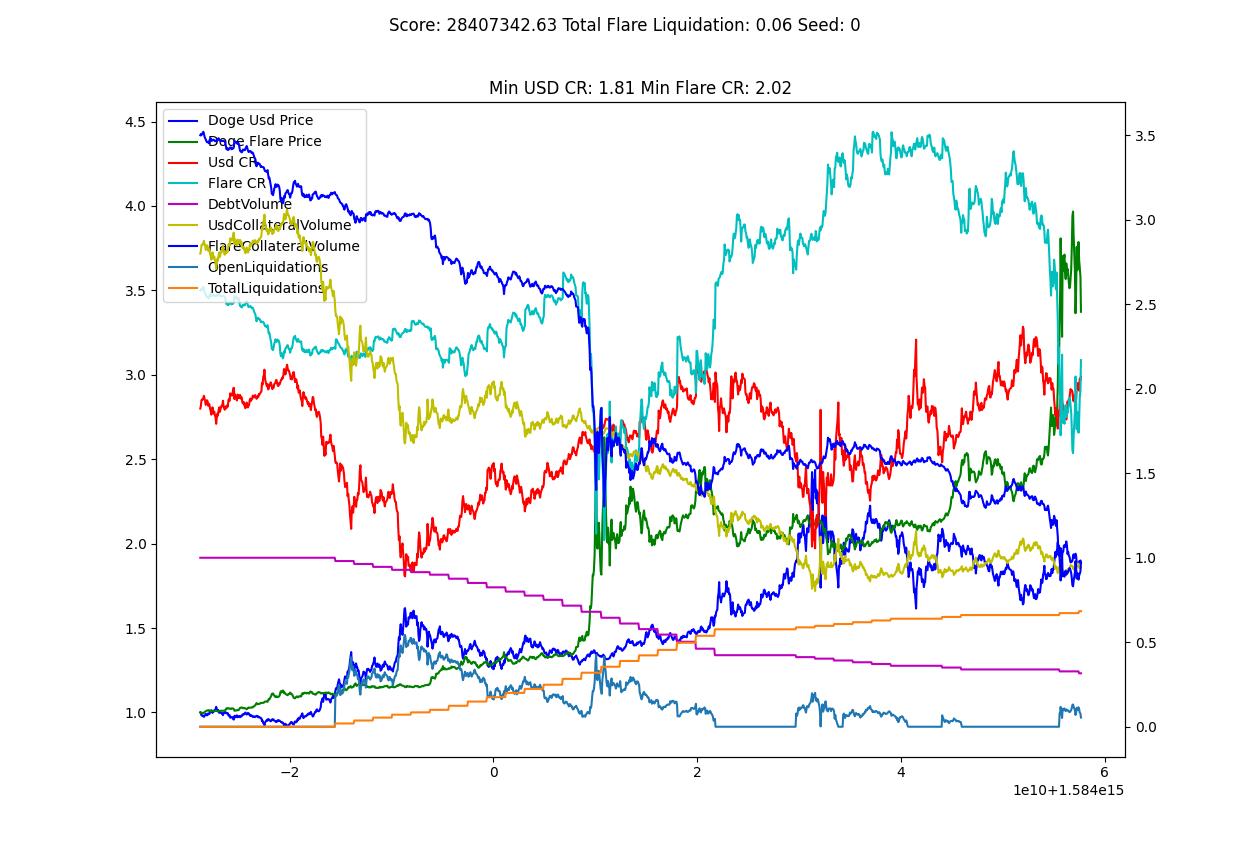 Score: 28407342.63 Total Flare Liquidation: 0.06 Seed: 0
Min USD CR: 1.81 Min Flare CR: 2.02
Doge Usd Price
Doge Flare Price
Usd CR
Flare CR
DebtVolume
UsdCollateralVolume
FlareCollateralVolume
OpenLiquidations
TotalLiquidations
4.5
4.0
3.5
3.0
2.5
2.0
1.5
1.0
3.5
3.0
2.5
2.0
1.5
1.0
0.5
0.0
−2 0 2 4 6
1e10+1.584e15